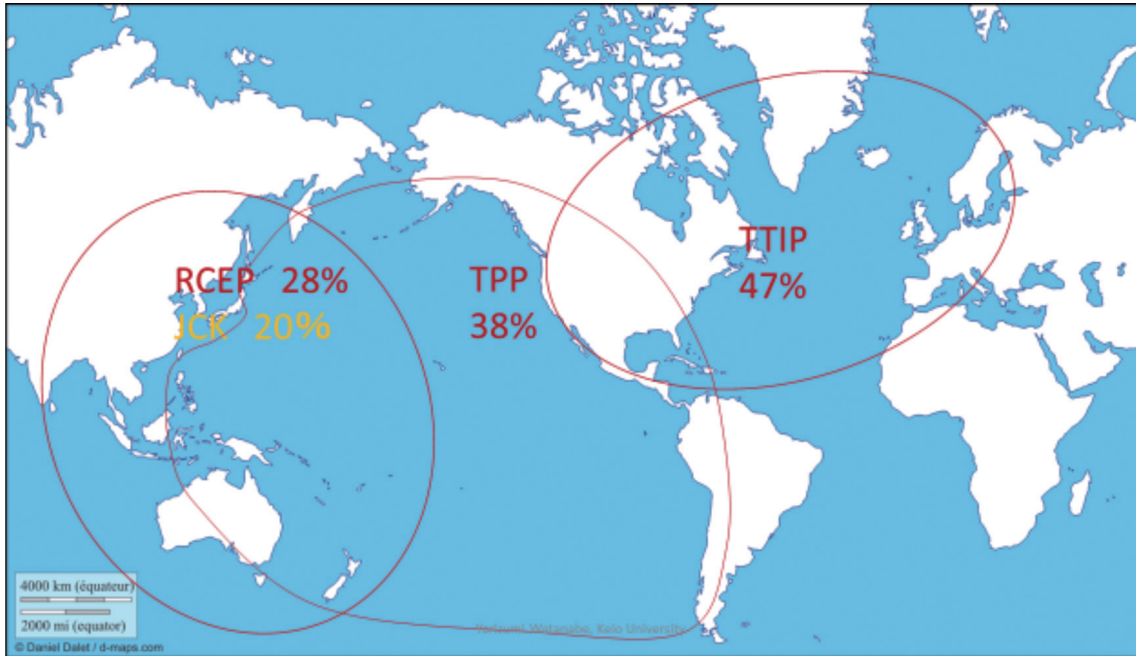 TTIP
47%
RCEP 28%
JCK 20%
TPP
38%
4000 km (équateur)
2000 mi (equator)
Yorizumi Watanabe, Keio University
© Daniel Dalet / d-maps.com